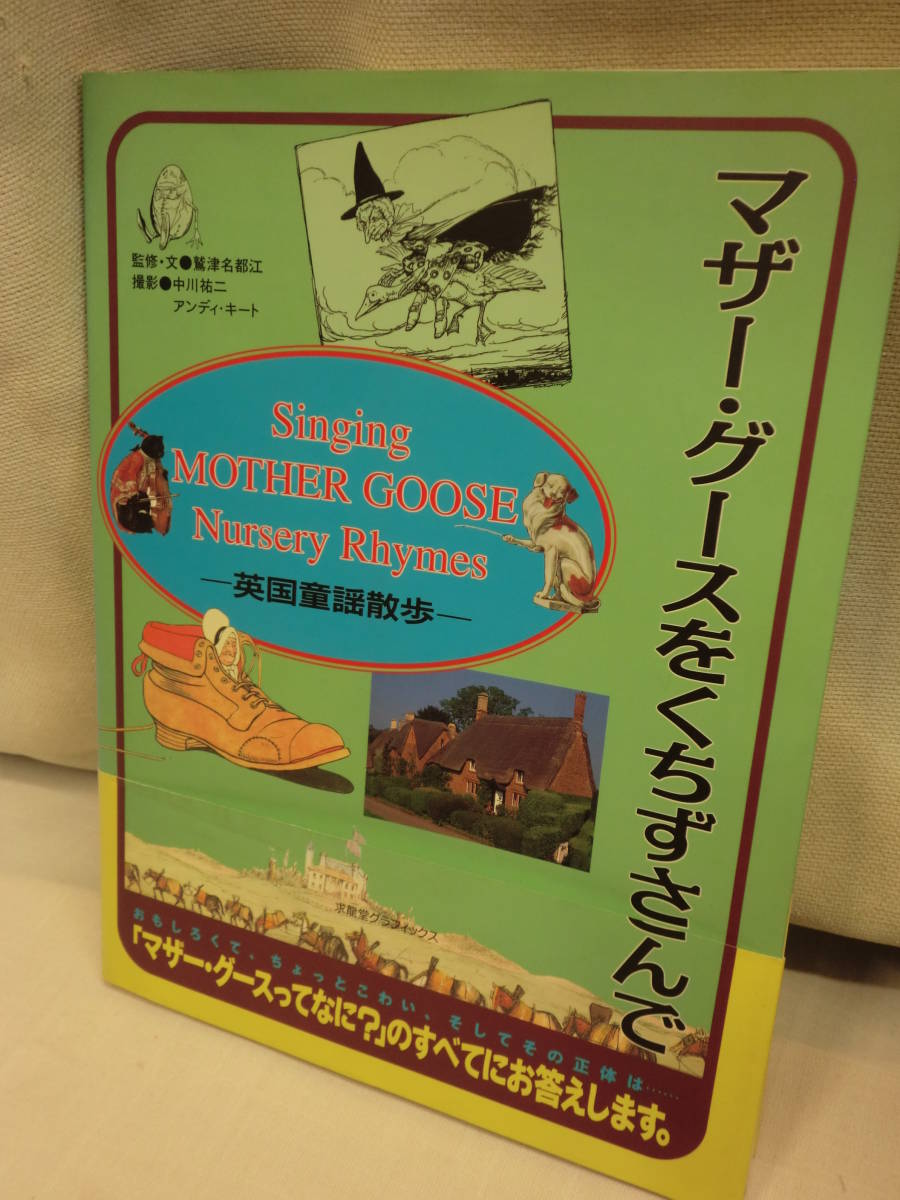 マザー・グースをくちずさんで
監修・文●鷲津名都江
撮影●中川祐二
アンディ・キート
Singing
MOTHER GOOSE
Nursery Rhymes
—英国童謡散歩—
求龍堂グラフィックス
おもしろくて、ちょっとこわい、そしてその正体は……
「マザー・グースってなに?」のすべてにお答えします。